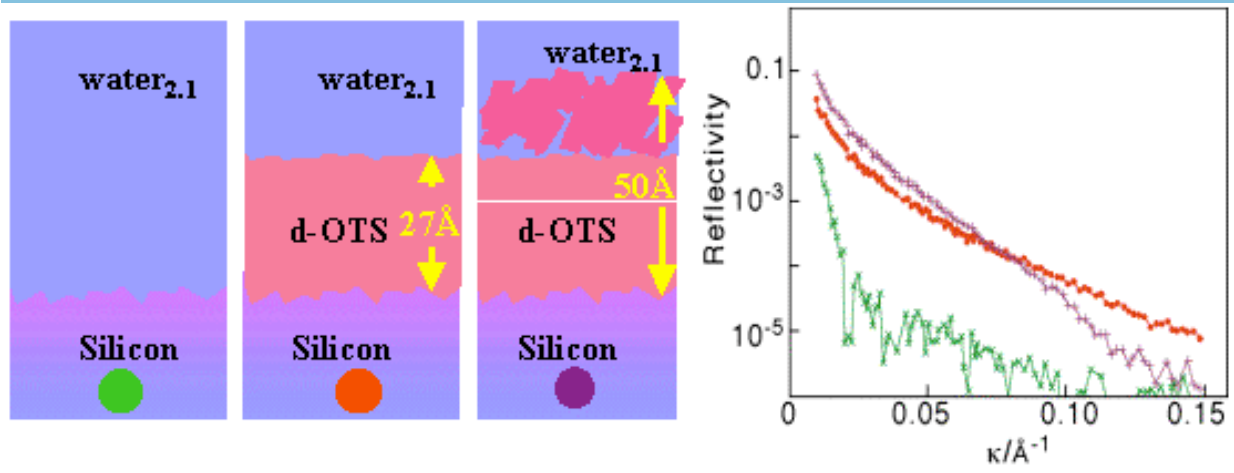 water2.1
Silicon
water2.1
d-OTS
27Å
Silicon
water2.1
50Å
d-OTS
Silicon
Reflectivity
0.1
10-3
10-5
0
0.05
0.10
0.15
κ/Å-1